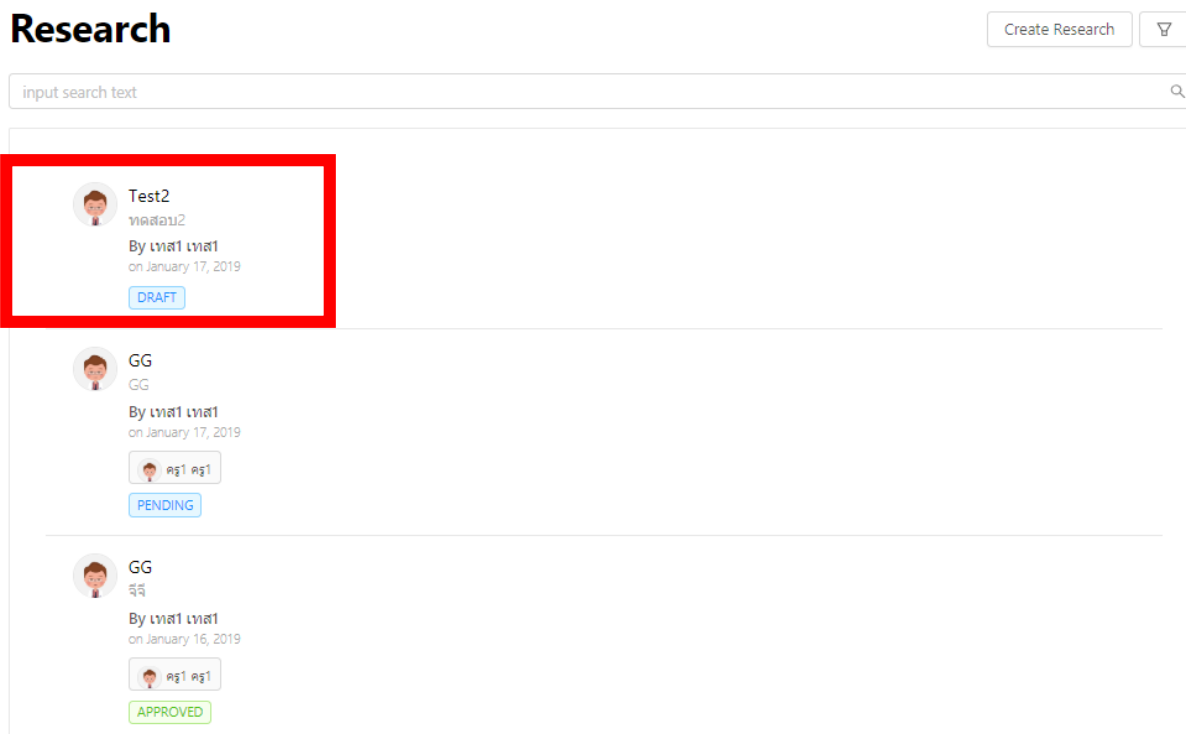 Research
Create Research
input search text
Test2
ทดสอบ2
By เทส1 เทส1
on January 17, 2019
DRAFT
GG
GG
By เทส1 เทส1
on January 17, 2019
ครู1 ครู1
PENDING
GG
จีจี
By เทส1 เทส1
on January 16, 2019
ครู1 ครู1
APPROVED